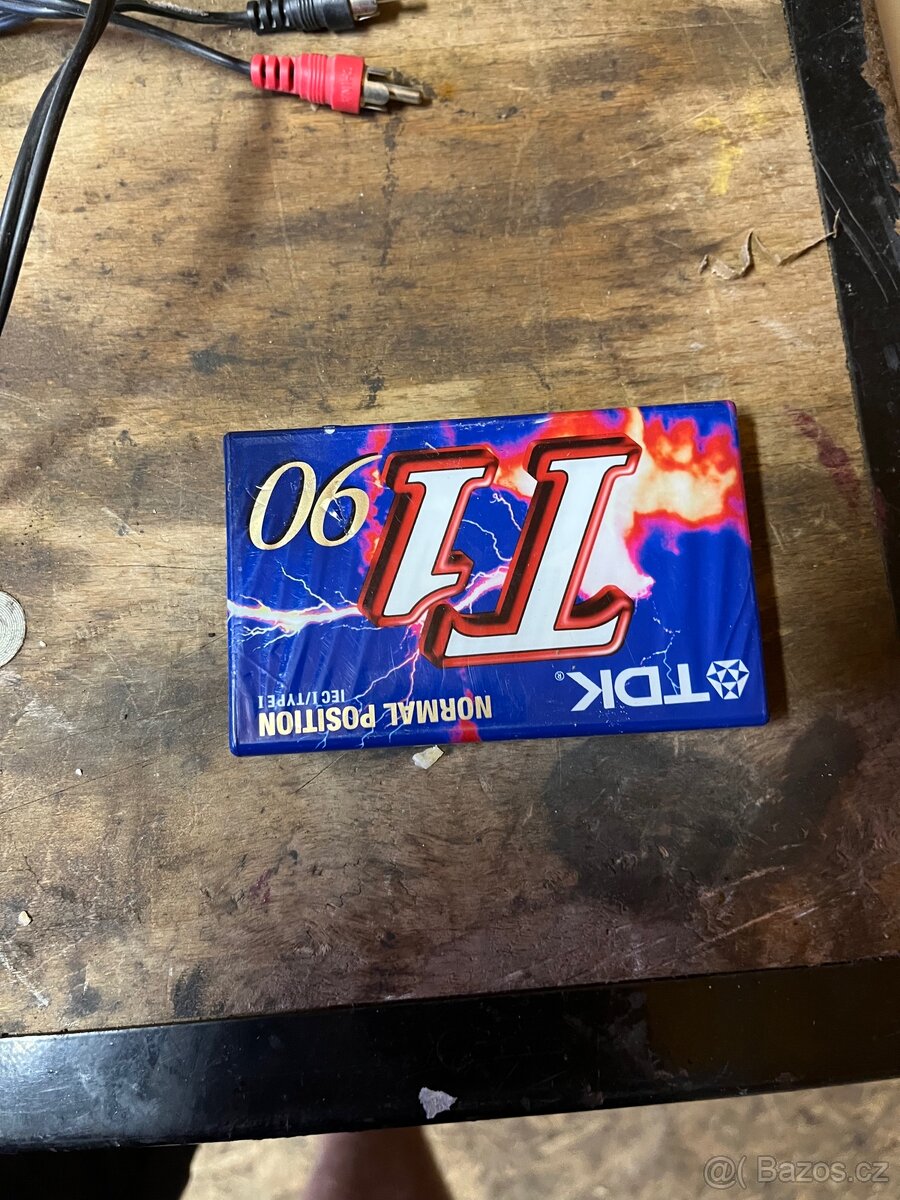 TDK®
NORMAL POSITION
IEC I/TYPE I
T1
90
@( Bazos.cz